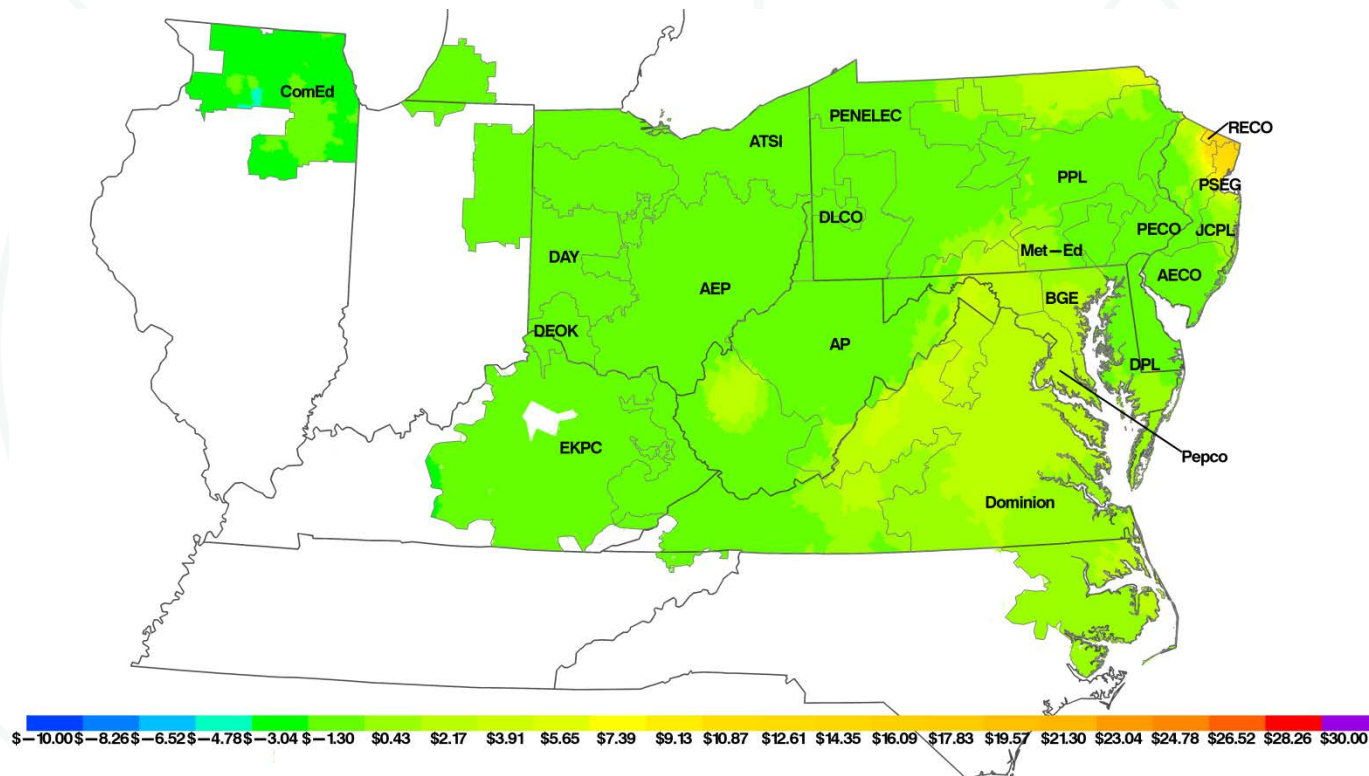 ComEd
RECO
PENELEC
ATSI
PPL
PSEG
DLCO
PECO
JCPL
Met–Ed
DAY
AECO
AEP
BGE
DEOK
AP
DPL
EKPC
Pepco
Dominion
$–10.00 $–8.26 $–6.52 $–4.78 $–3.04 $–1.30 $0.43 $2.17 $3.91 $5.65 $7.39 $9.13 $10.87 $12.61 $14.35 $16.09 $17.83 $19.57 $21.30 $23.04 $24.78 $26.52 $28.26 $30.00